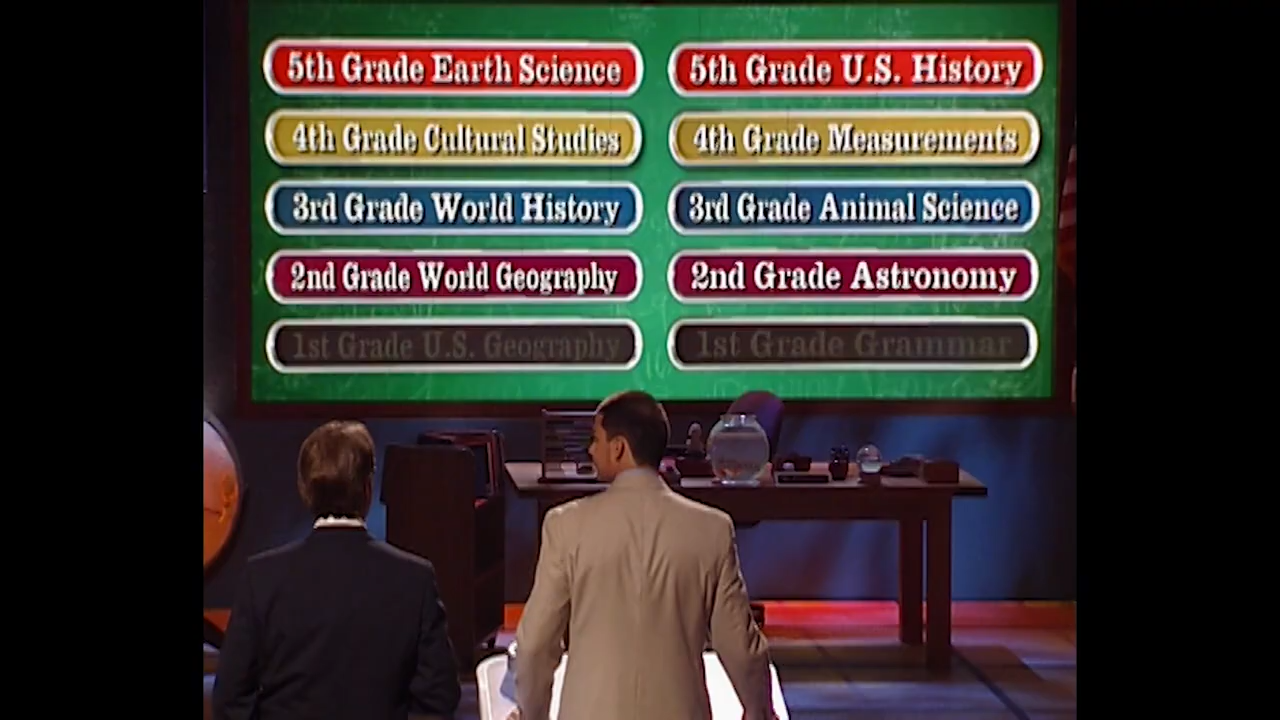 5th Grade Earth Science
5th Grade U.S. History
4th Grade Cultural Studies
4th Grade Measurements
3rd Grade World History
3rd Grade Animal Science
2nd Grade World Geography
2nd Grade Astronomy
1st Grade U.S. Geography
1st Grade Grammar